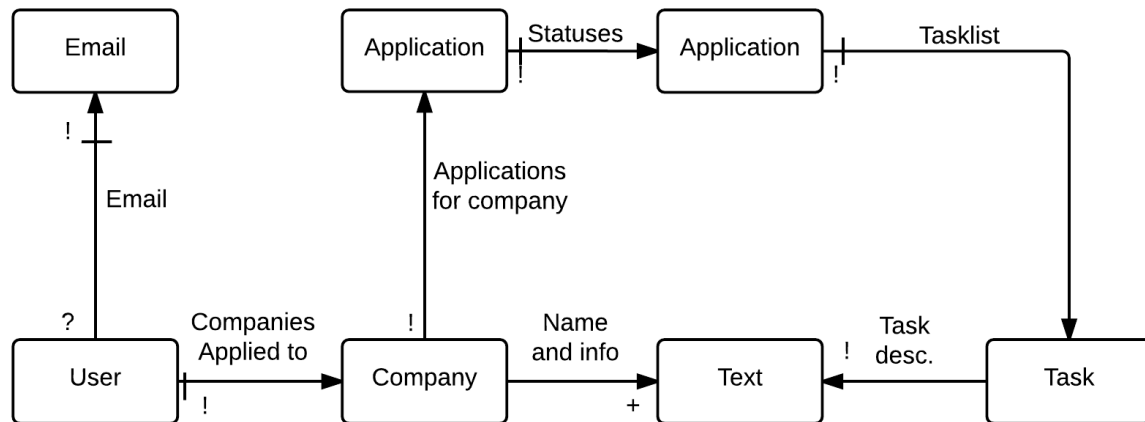 Email
Application
Statuses
!
Application
Tasklist
!
!
Email
Applications
for company
?
Companies
Applied to
!
Name
and info
Task
desc.
!
User
!
Company
+
Text
Task